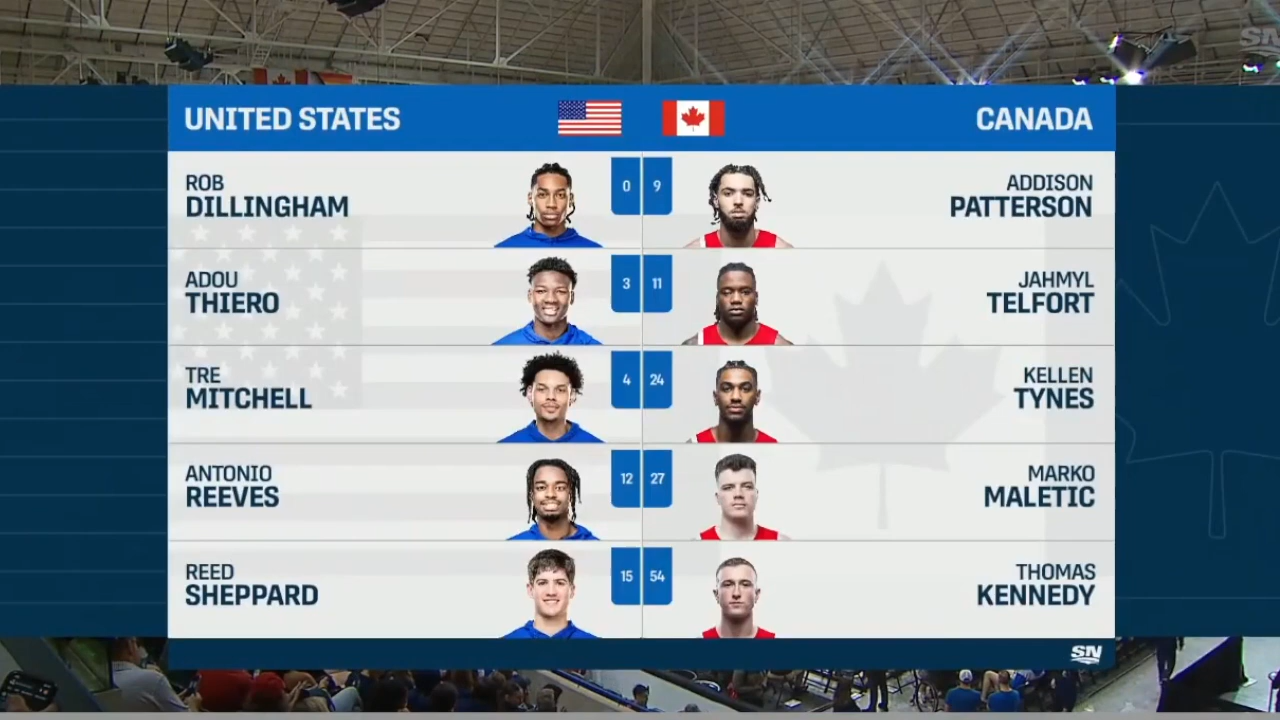 SN
UNITED STATES
CANADA
ROB
DILLINGHAM
0
9
ADDISON
PATTERSON
ADOU
THIERO
3
11
JAHMYL
TELFORT
TRE
MITCHELL
4
24
KELLEN
TYNES
ANTONIO
REEVES
12
27
MARKO
MALETIC
REED
SHEPPARD
15
54
THOMAS
KENNEDY
SN